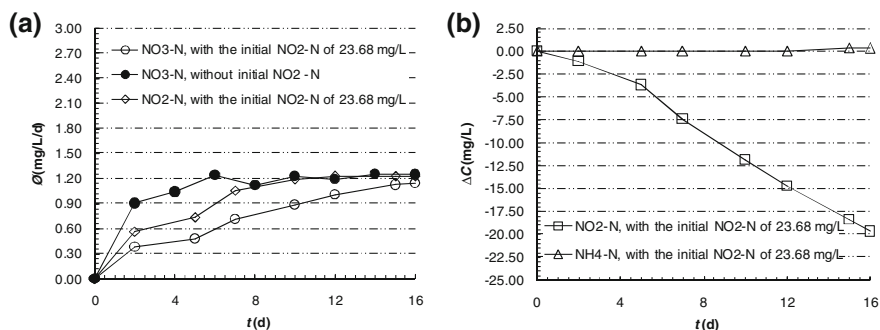 (a)
3.00
2.70
2.40
2.10
1.80
1.50
1.20
0.90
0.60
0.30
0.00
Ø(mg/L/d)
NO3-N, with the initial NO2-N of 23.68 mg/L
NO3-N, without initial NO2 -N
NO2-N, with the initial NO2-N of 23.68 mg/L
0 4 8 12 16
t(d)
(b)
2.50
0.00
-2.50
-5.00
-7.50
-10.00
-12.50
-15.00
-17.50
-20.00
-22.50
-25.00
ΔC(mg/L)
NO2-N, with the initial NO2-N of 23.68 mg/L
NH4-N, with the initial NO2-N of 23.68 mg/L
0 4 8 12 16
t(d)